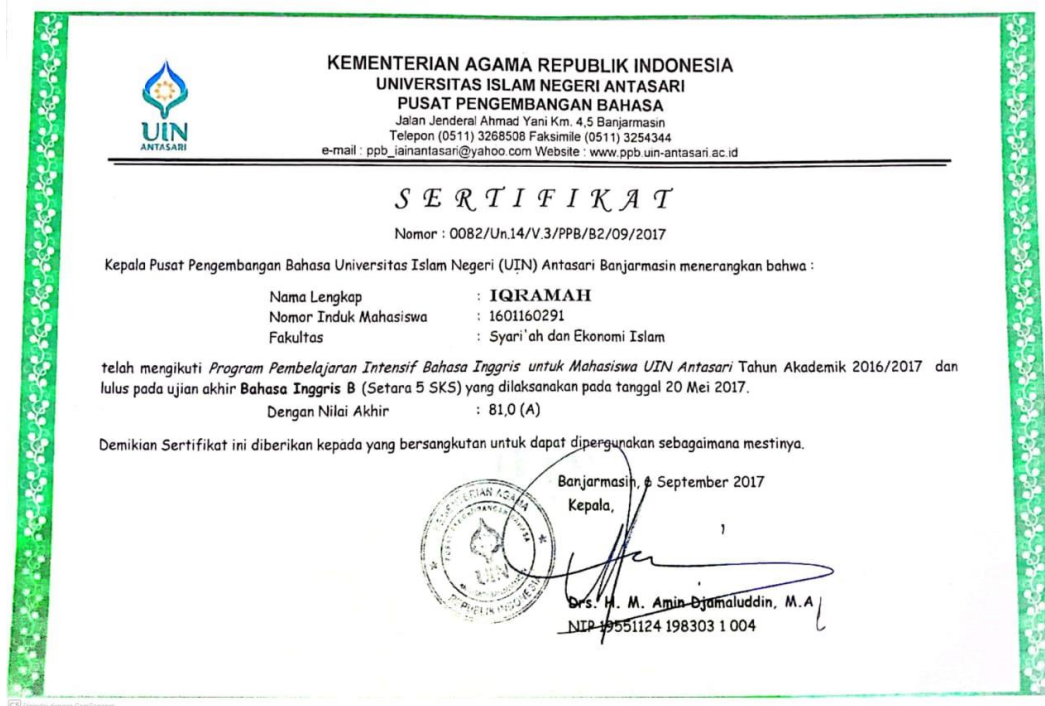 KEMENTERIAN AGAMA REPUBLIK INDONESIA
UNIVERSITAS ISLAM NEGERI ANTASARI
PUSAT PENGEMBANGAN BAHASA
Jalan Jenderal Ahmad Yani Km. 4,5 Banjarmasin
Telepon (0511) 3268508 Faksimile (0511) 3254344
e-mail : ppb_iainantasari@yahoo.com Website : www.ppb.uin-antasari.ac.id
UIN
ANTASARI
SERTIFIKAT
Nomor : 0082/Un.14/V.3/PPB/B2/09/2017
Kepala Pusat Pengembangan Bahasa Universitas Islam Negeri (UIN) Antasari Banjarmasin menerangkan bahwa :
Nama Lengkap : IQRAMAH
Nomor Induk Mahasiswa : 1601160291
Fakultas : Syari'ah dan Ekonomi Islam
telah mengikuti Program Pembelajaran Intensif Bahasa Inggris untuk Mahasiswa UIN Antasari Tahun Akademik 2016/2017 dan
lulus pada ujian akhir Bahasa Inggris B (Setara 5 SKS) yang dilaksanakan pada tanggal 20 Mei 2017.
Dengan Nilai Akhir : 81,0 (A)
Demikian Sertifikat ini diberikan kepada yang bersangkutan untuk dapat dipergunakan sebagaimana mestinya.
Banjarmasin, September 2017
Kepala,
KEMENTERIAN AGAMA
UIN
REPUBLIK INDONESIA
Drs. H. M. Amin Djamaluddin, M.A
NIP 19551124 198303 1 004